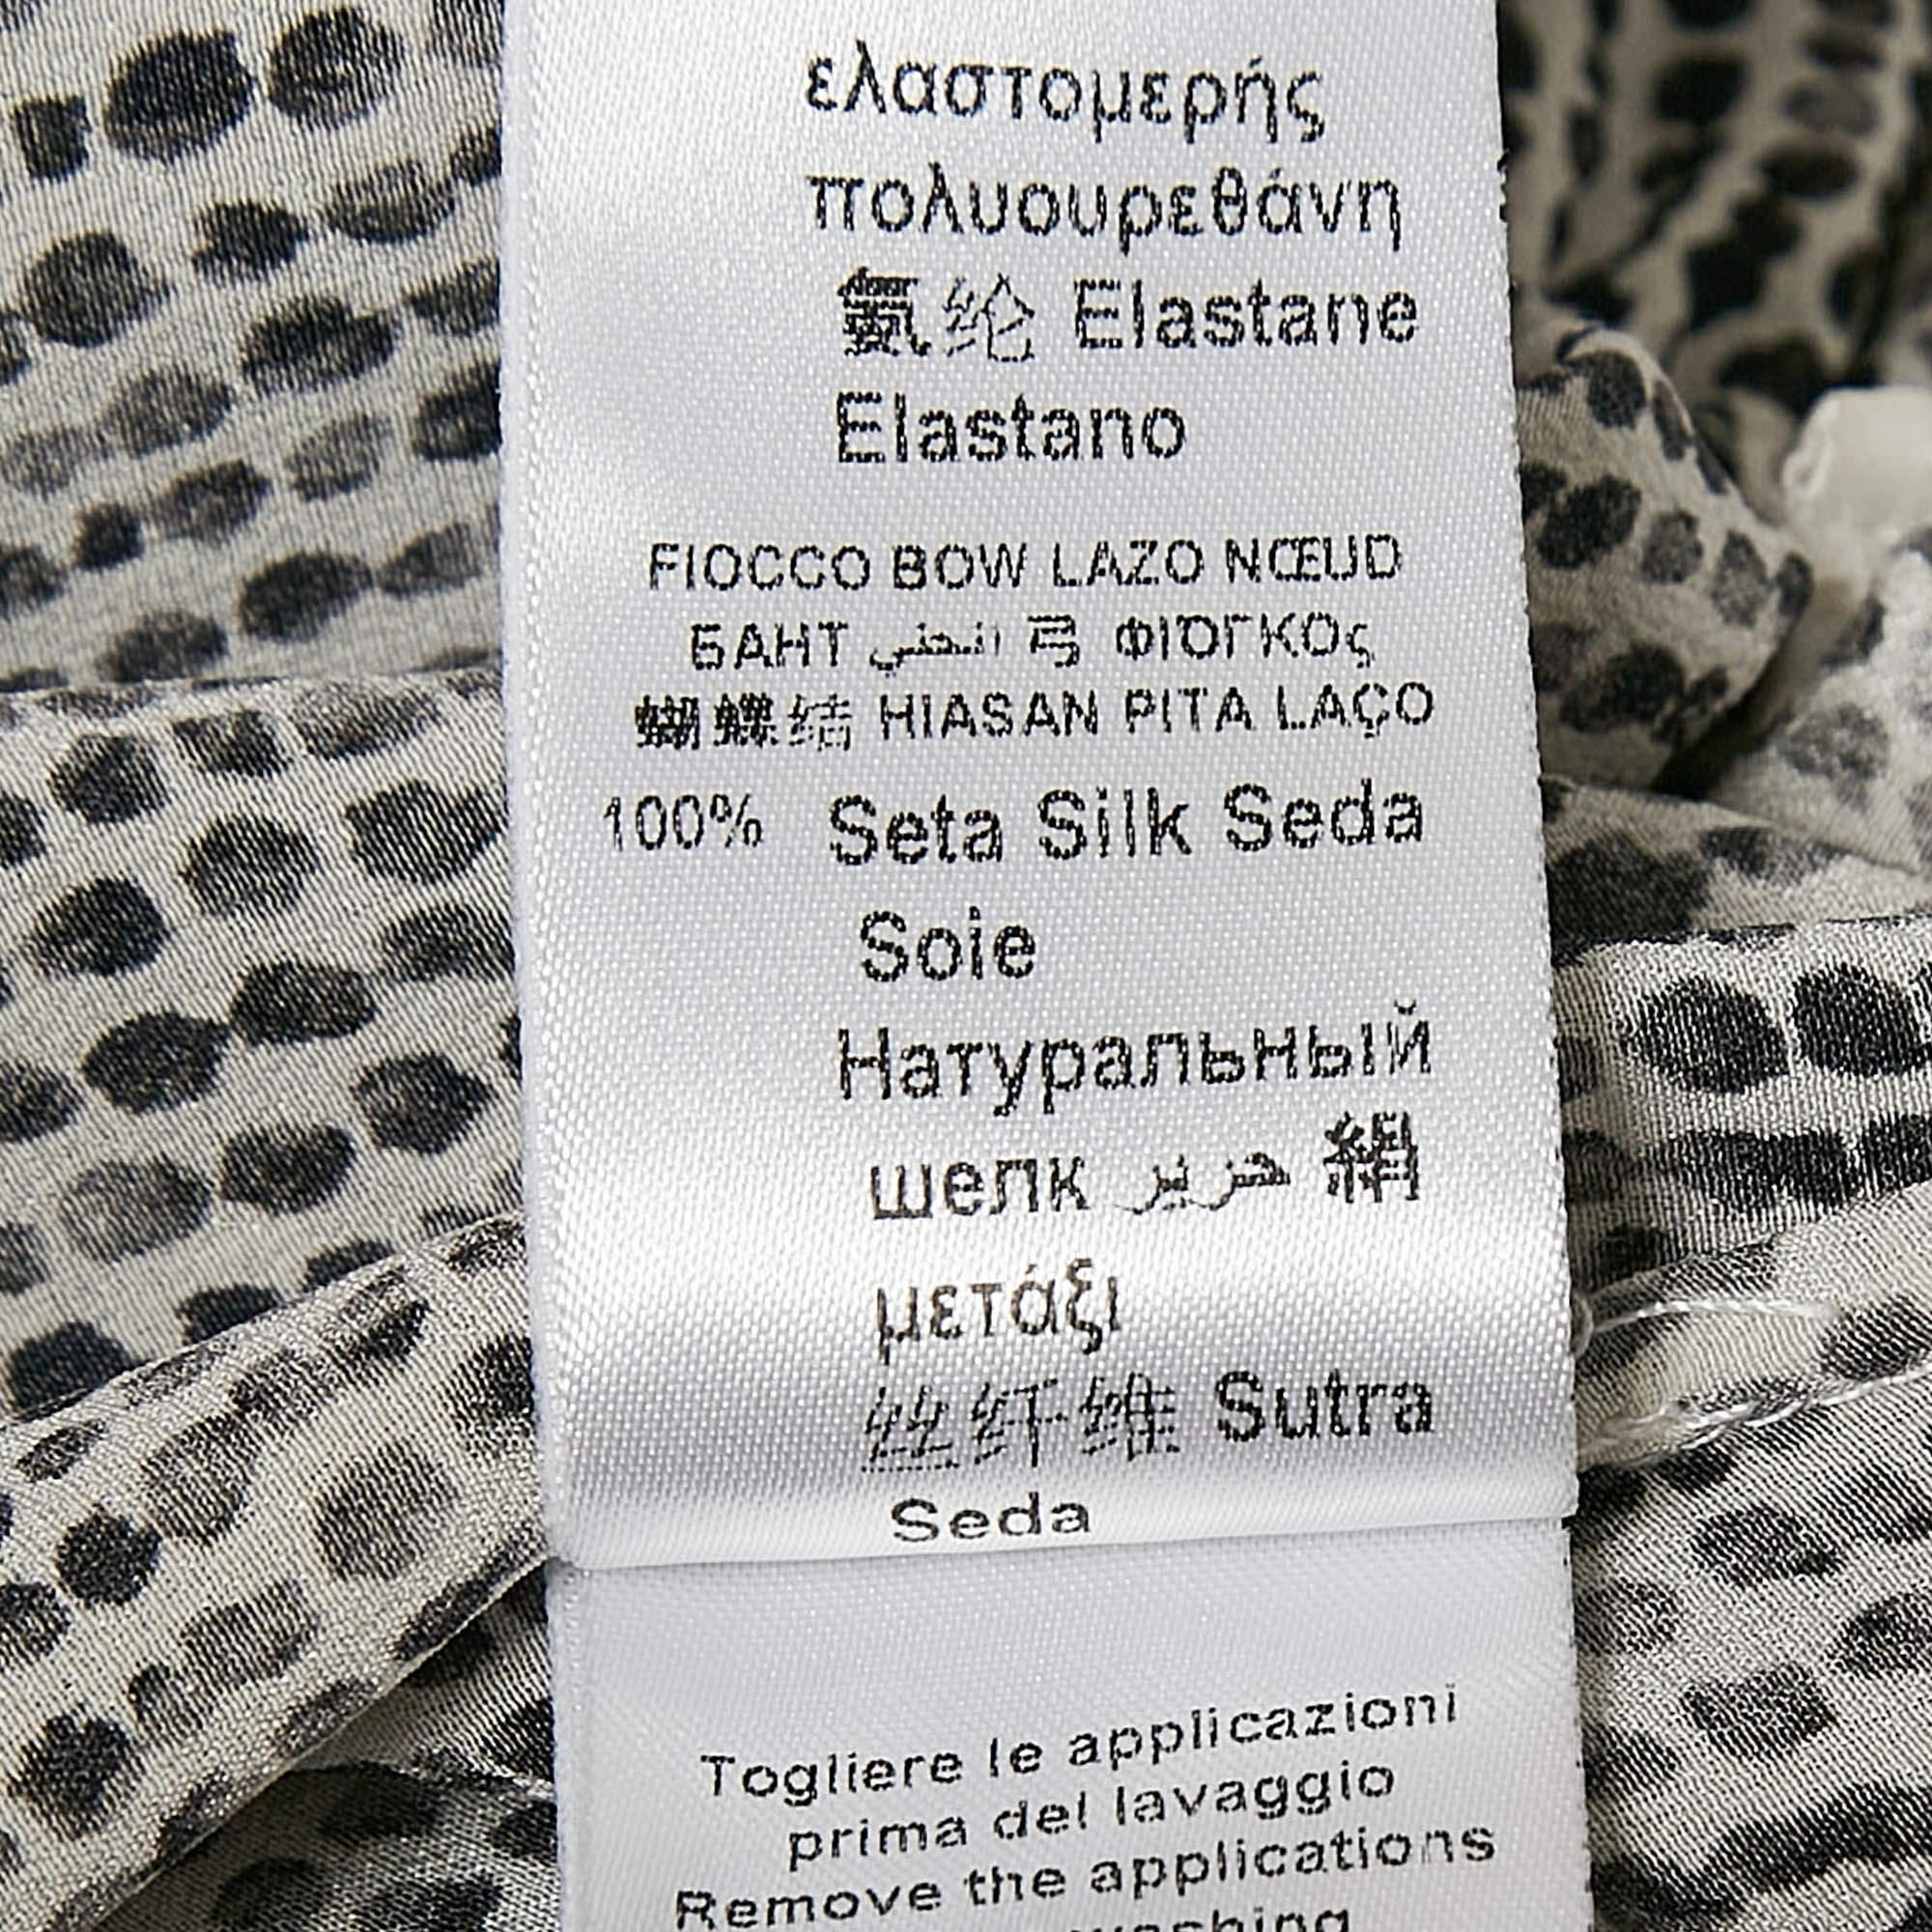 ελαστομερής
πολυουρεθάνη
氨纶 Elastane
Elastano
FIOCCO BOW LAZO NŒUD
БАНТ انحني 弓 ΦΙΌΓΚΟς
蝴蝶结 HIASAN PITA LAÇO
100% Seta Silk Seda
Soie
Натуральный
шелк حرير 絹
μετάξι
丝纤维 Sutra
Seda
Togliere le applicazioni
prima del lavaggio
Remove the applications
washing